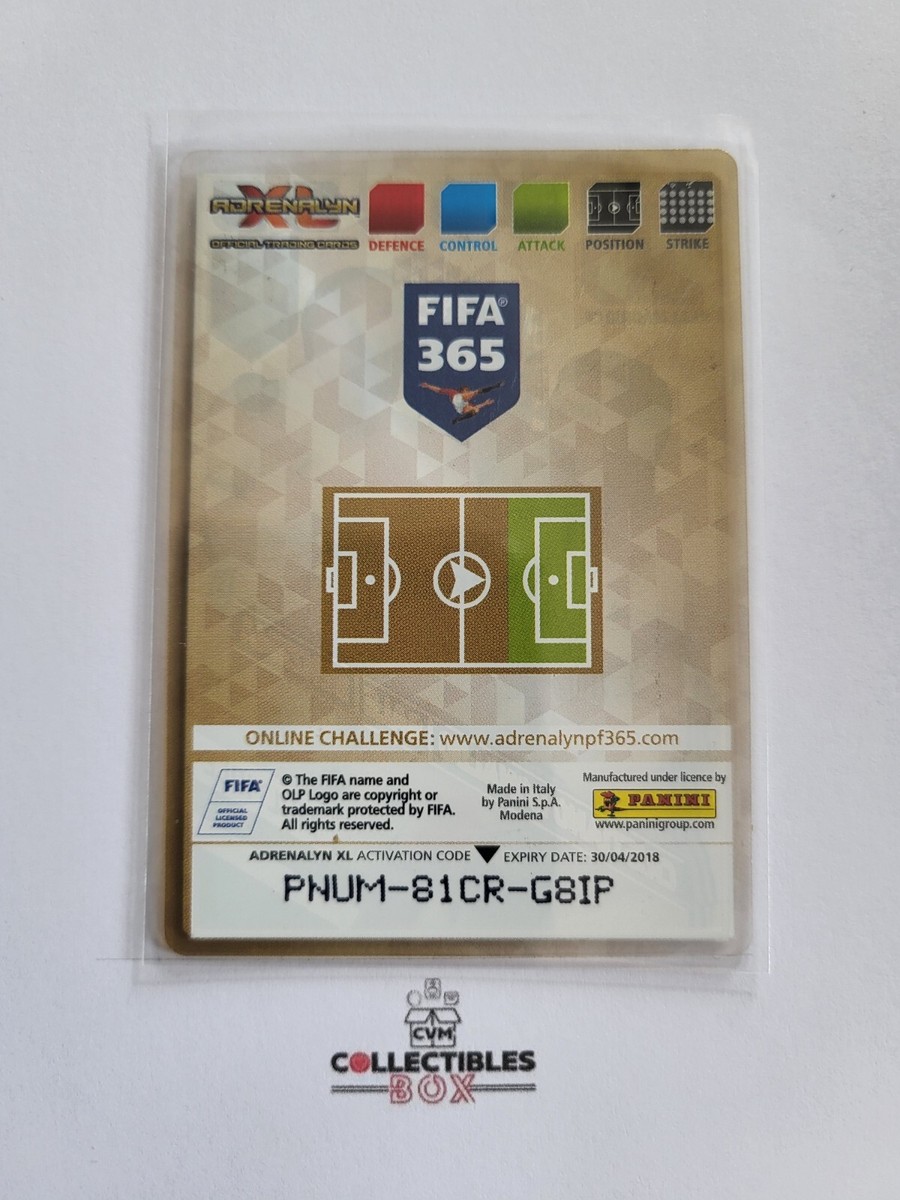 ADRENALYN XL
OFFICIAL TRADING CARDS
DEFENCE CONTROL ATTACK POSITION STRIKE
FIFA®
365
ONLINE CHALLENGE: www.adrenalynpf365.com
FIFA®
OFFICIAL
LICENSED
PRODUCT
© The FIFA name and
OLP Logo are copyright or
trademark protected by FIFA.
All rights reserved.
Made in Italy
by Panini S.p.A.
Modena
Manufactured under licence by
PANINI
www.paninigroup.com
ADRENALYN XL ACTIVATION CODE EXPIRY DATE: 30/04/2018
PNUM-81CR-G8IP
CVM
COLLECTIBLES
BOX